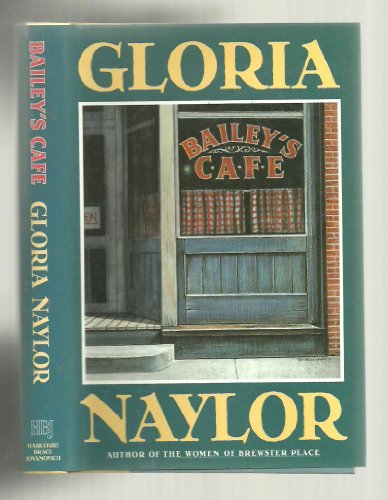 BAILEY'S CAFE
GLORIA NAYLOR
HBJ
HARCOURT
BRACE
JOVANOVICH
GLORIA
BAILEY'S
CAFE
NAYLOR
AUTHOR OF THE WOMEN OF BREWSTER PLACE